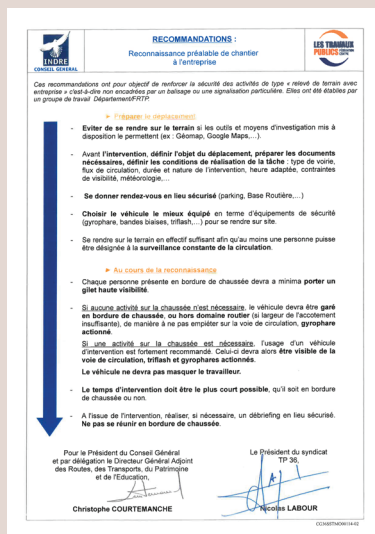 INDRE
CONSEIL GENERAL
RECOMMANDATIONS :
Reconnaissance préalable de chantier
à l'entreprise
LES TRAVAUX
PUBLICS
Ces recommandations ont pour objectif de renforcer la sécurité des activités de type « relevé de terrain avec
entreprise » c'est-à-dire non encadrées par un balisage ou une signalisation particulière. Elles ont été établies par
un groupe de travail Département/FRTP.
► Préparer le déplacement
- Eviter de se rendre sur le terrain si les outils et moyens d'investigation mis à
disposition le permettent (ex : Géomap, Google Maps,…).
- Avant l'intervention, définir l'objet du déplacement, préparer les documents
nécessaires, définir les conditions de réalisation de la tâche : type de voirie,
flux de circulation, durée et nature de l'intervention, heure adaptée, contraintes
de visibilité, météorologie,…
- Se donner rendez-vous en lieu sécurisé (parking, Base Routière,…)
- Choisir le véhicule le mieux équipé en terme d'équipements de sécurité
(gyrophare, bandes biaises, triflash,…) pour se rendre sur site.
- Se rendre sur le terrain en effectif suffisant afin qu'au moins une personne puisse
être désignée à la surveillance constante de la circulation.
► Au cours de la reconnaissance
- Chaque personne présente en bordure de chaussée devra a minima porter un
gilet haute visibilité.
- Si aucune activité sur la chaussée n'est nécessaire, le véhicule devra être garé
en bordure de chaussée, ou hors domaine routier (si largeur de l'accotement
insuffisante), de manière à ne pas empiéter sur la voie de circulation, gyrophare
actionné.
Si une activité sur la chaussée est nécessaire, l'usage d'un véhicule
d'intervention est fortement recommandé. Celui-ci devra alors être visible de la
voie de circulation, triflash et gyrophares actionnés.
Le véhicule ne devra pas masquer le travailleur.
- Le temps d'intervention doit être le plus court possible, qu'il soit en bordure
de chaussée ou non.
- A l'issue de l'intervention, réaliser, si nécessaire, un débriefing en lieu sécurisé.
Ne pas se réunir en bordure de chaussée.
Pour le Président du Conseil Général
et par délégation le Directeur Général Adjoint
des Routes, des Transports, du Patrimoine
et de l'Education,
Christophe COURTEMANCHE
Le Président du syndicat
TP 36,
Nicolas LABOUR